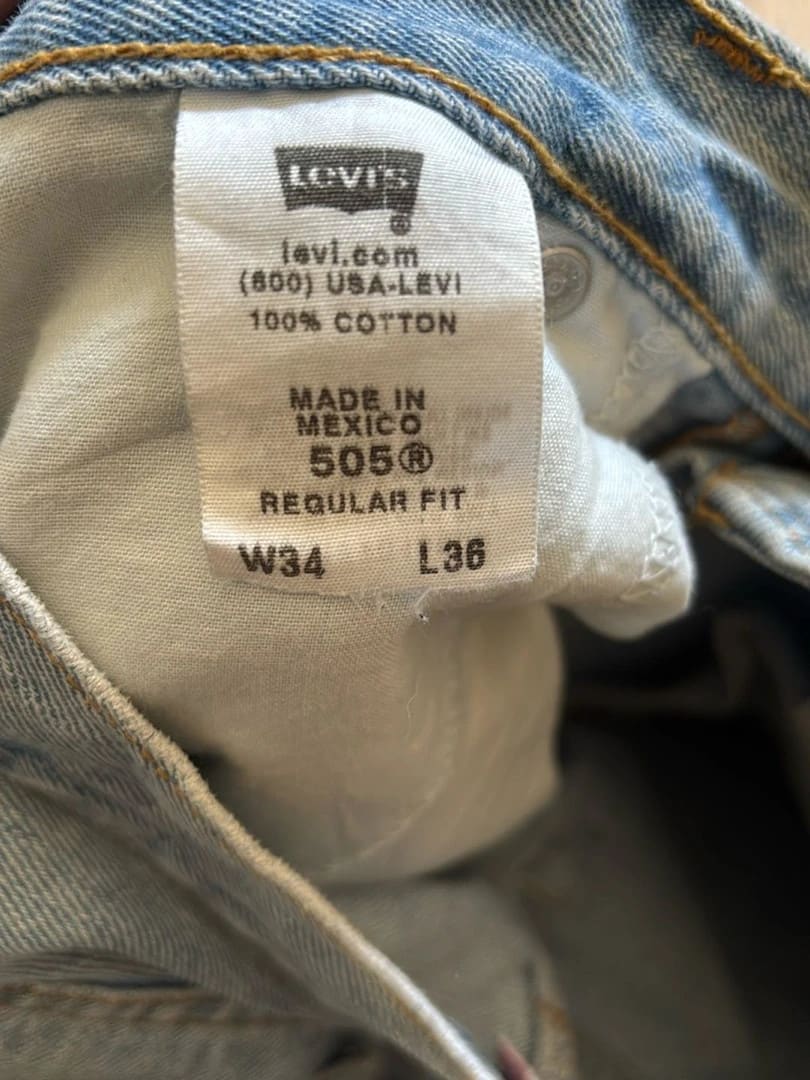 Levi's
®
levi.com
(800) USA-LEVI
100% COTTON
MADE IN
MEXICO
505®
REGULAR FIT
W34 L36